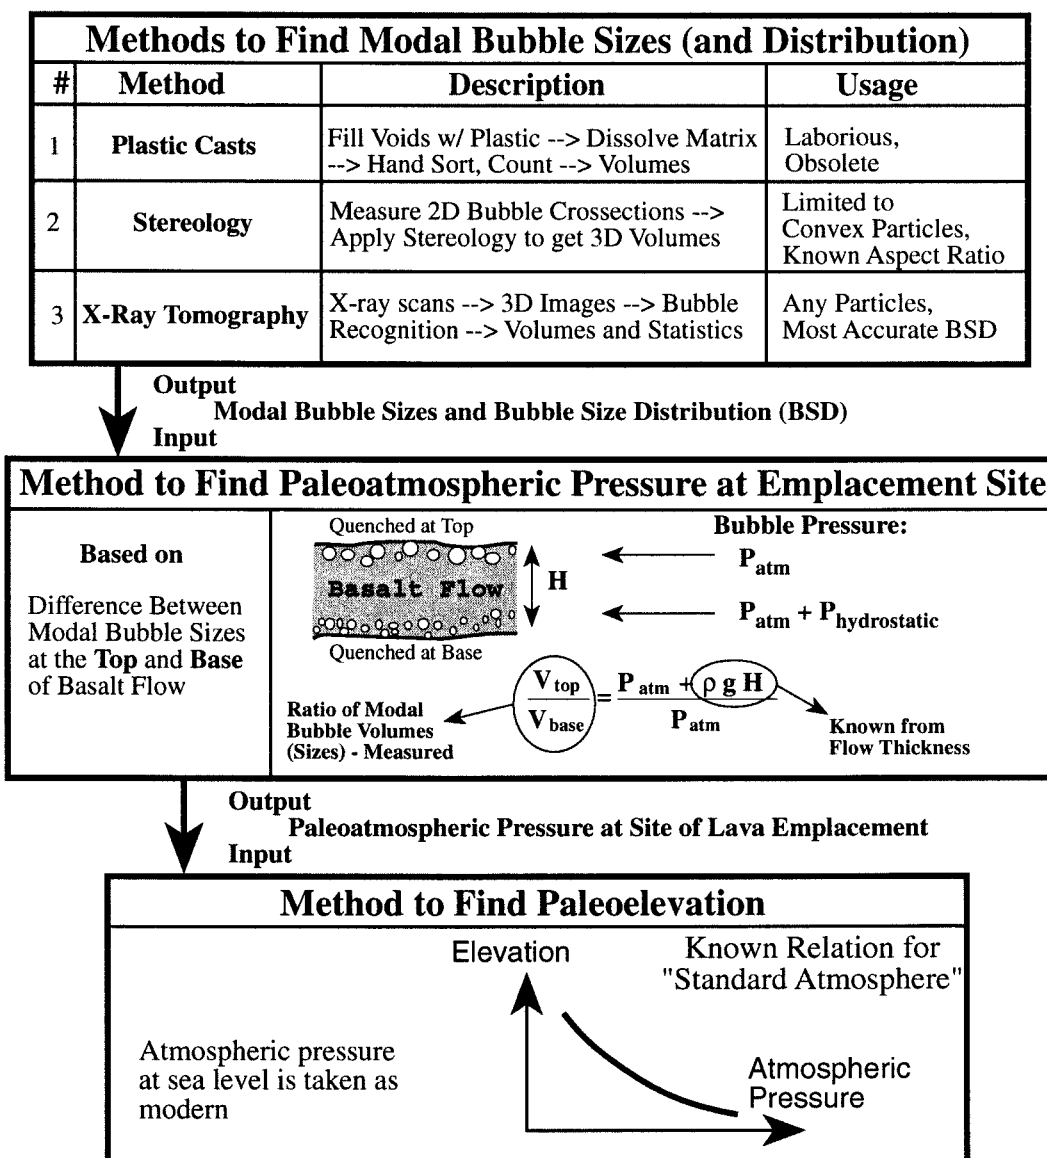 Methods to Find Modal Bubble Sizes (and Distribution)
# Method Description Usage
1 Plastic Casts Fill Voids w/ Plastic --> Dissolve Matrix Laborious,
--> Hand Sort, Count --> Volumes Obsolete
2 Stereology Measure 2D Bubble Crossections --> Limited to
Apply Stereology to get 3D Volumes Convex Particles,
Known Aspect Ratio
3 X-Ray Tomography X-ray scans --> 3D Images --> Bubble Any Particles,
Recognition --> Volumes and Statistics Most Accurate BSD
Output
Modal Bubble Sizes and Bubble Size Distribution (BSD)
Input
Method to Find Paleoatmospheric Pressure at Emplacement Site
Based on
Difference Between
Modal Bubble Sizes
at the Top and Base
of Basalt Flow
Quenched at Top
Basalt Flow
Quenched at Base
H
Bubble Pressure:
P atm
P atm + P hydrostatic
V top / V base = P atm + ρ g H / P atm
Ratio of Modal
Bubble Volumes
(Sizes) - Measured
Known from
Flow Thickness
Output
Paleoatmospheric Pressure at Site of Lava Emplacement
Input
Method to Find Paleoelevation
Atmospheric pressure
at sea level is taken as
modern
Elevation
Known Relation for
"Standard Atmosphere"
Atmospheric
Pressure